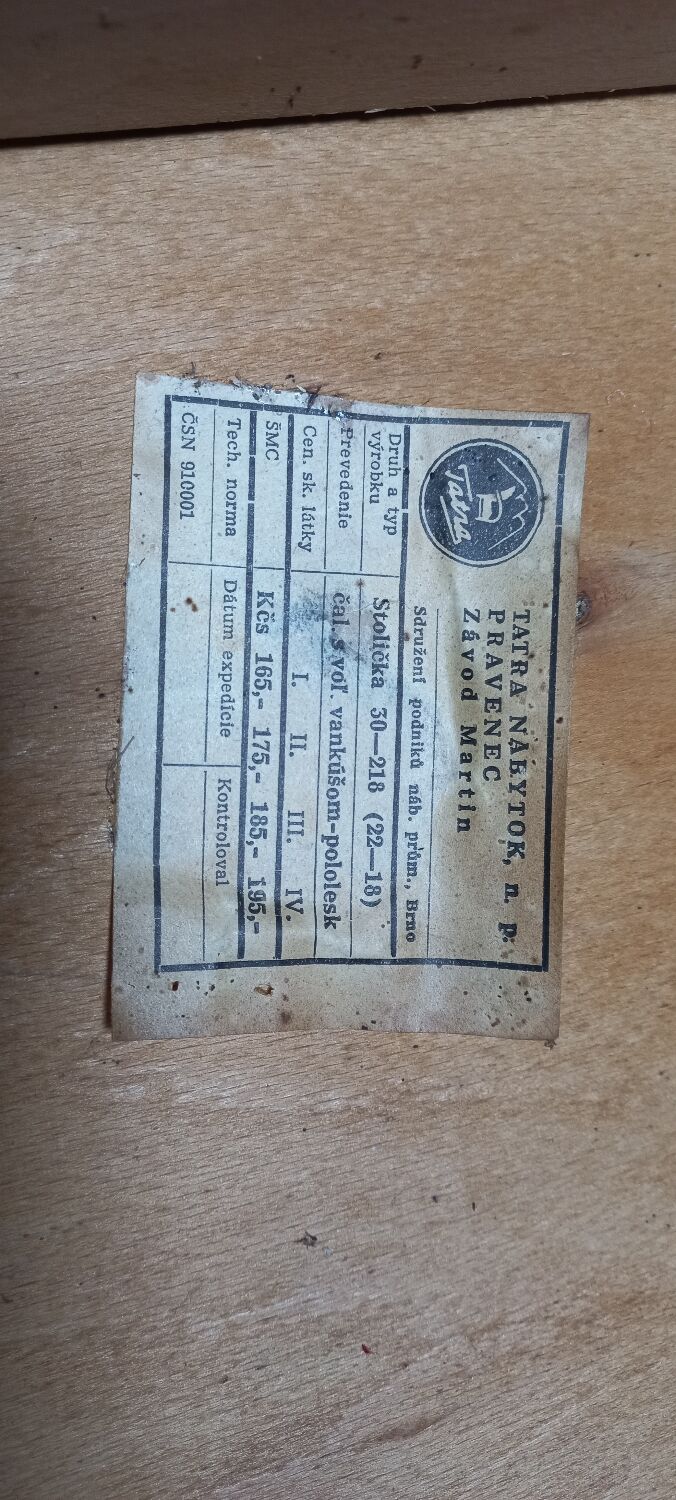 Tatra
TATRA NÁBYTOK, n. p.
PRAVENEC
Závod Martin
Sdružení podniků náb. prům., Brno
Druh a typ výrobku Stolička 30—218 (22—18)
Prevedenie čal. s voľ vankúšom-pololesk
Cen. sk. látky I. II. III. IV.
ŠMC Kčs 165,- 175,- 185,- 195,-
Tech. norma Dátum expedície Kontroloval
ČSN 910001